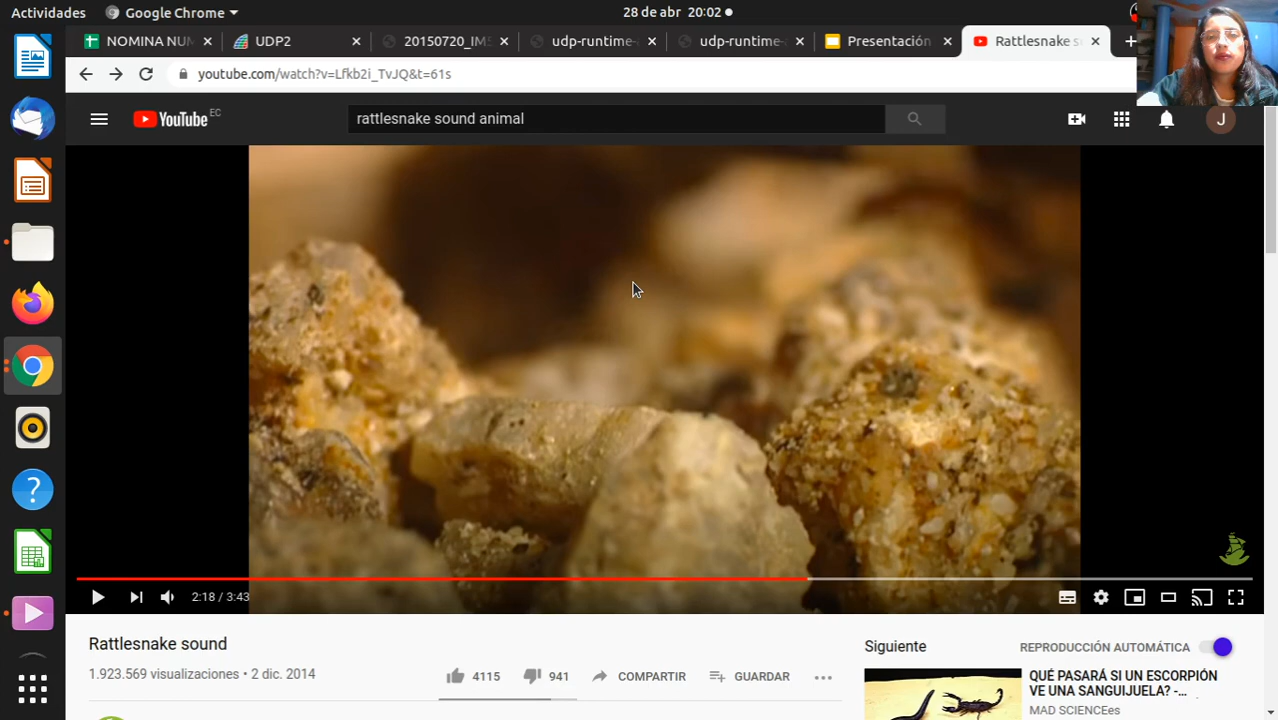 Actividades Google Chrome 28 de abr 20:02
NOMINA NUM UDP2 20150720_IMS udp-runtime- udp-runtime- Presentación Rattlesnake s
youtube.com/watch?v=Lfkb2i_TvJQ&t=61s
YouTube EC rattlesnake sound animal J
2:18 / 3:43
Rattlesnake sound
1.923.569 visualizaciones • 2 dic. 2014
4115 941 COMPARTIR GUARDAR
Siguiente REPRODUCCIÓN AUTOMÁTICA
QUÉ PASARÁ SI UN ESCORPIÓN
VE UNA SANGUIJUELA? -...
MAD SCIENCEes